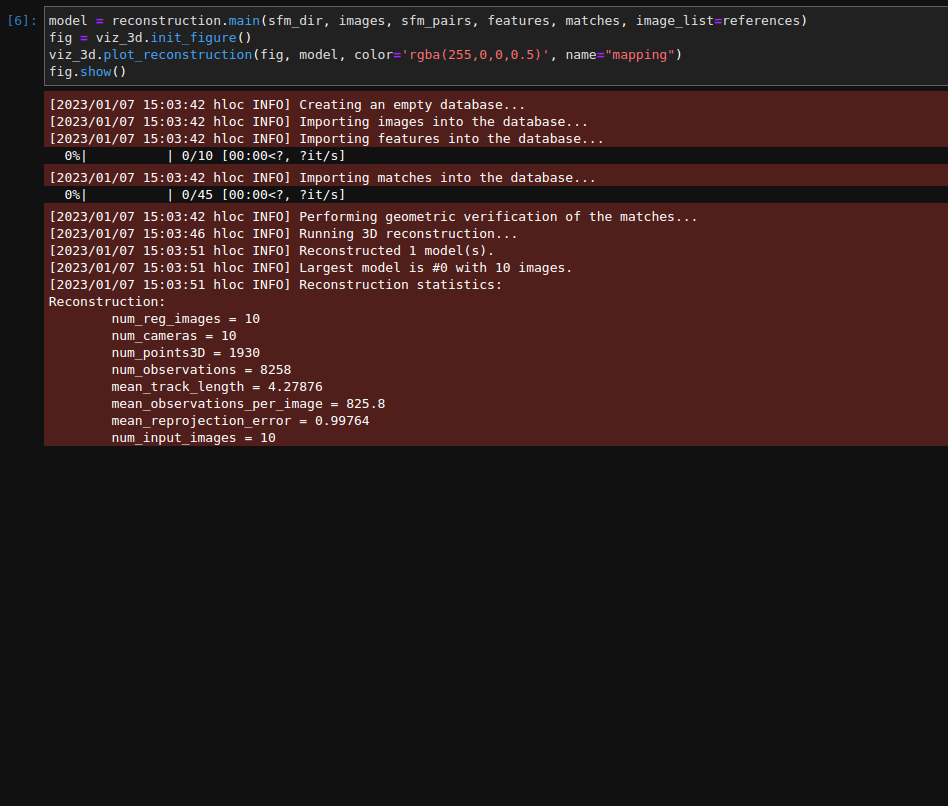 [6]: model = reconstruction.main(sfm_dir, images, sfm_pairs, features, matches, image_list=references)
fig = viz_3d.init_figure()
viz_3d.plot_reconstruction(fig, model, color='rgba(255,0,0,0.5)', name="mapping")
fig.show()
[2023/01/07 15:03:42 hloc INFO] Creating an empty database...
[2023/01/07 15:03:42 hloc INFO] Importing images into the database...
[2023/01/07 15:03:42 hloc INFO] Importing features into the database...
  0%|          | 0/10 [00:00<?, ?it/s]
[2023/01/07 15:03:42 hloc INFO] Importing matches into the database...
  0%|          | 0/45 [00:00<?, ?it/s]
[2023/01/07 15:03:42 hloc INFO] Performing geometric verification of the matches...
[2023/01/07 15:03:46 hloc INFO] Running 3D reconstruction...
[2023/01/07 15:03:51 hloc INFO] Reconstructed 1 model(s).
[2023/01/07 15:03:51 hloc INFO] Largest model is #0 with 10 images.
[2023/01/07 15:03:51 hloc INFO] Reconstruction statistics:
Reconstruction:
        num_reg_images = 10
        num_cameras = 10
        num_points3D = 1930
        num_observations = 8258
        mean_track_length = 4.27876
        mean_observations_per_image = 825.8
        mean_reprojection_error = 0.99764
        num_input_images = 10